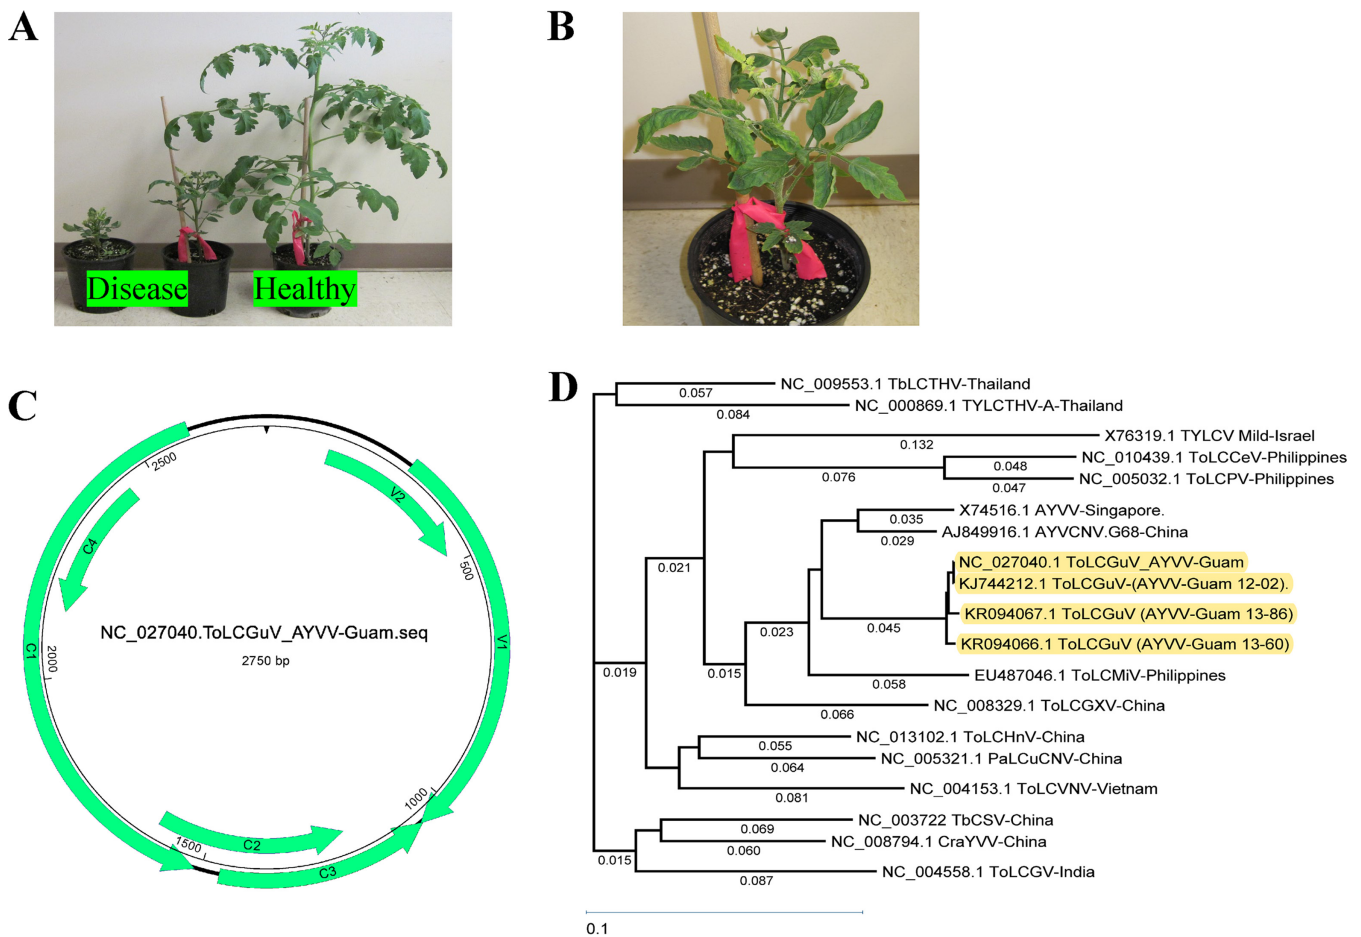 A
Disease
Healthy
B
C
V2
500
V1
1000
C3
C2
1500
C1
2000
C4
2500
NC_027040.ToLCGuV_AYVV-Guam.seq
2750 bp
D
NC_009553.1 TbLCTHV-Thailand
0.057
NC_000869.1 TYLCTHV-A-Thailand
0.084
X76319.1 TYLCV Mild-Israel
0.132
NC_010439.1 ToLCCeV-Philippines
0.048
0.076
NC_005032.1 ToLCPV-Philippines
0.047
X74516.1 AYVV-Singapore.
0.035
AJ849916.1 AYVCNV.G68-China
0.029
NC_027040.1 ToLCGuV_AYVV-Guam
0.021
KJ744212.1 ToLCGuV-(AYVV-Guam 12-02).
KR094067.1 ToLCGuV (AYVV-Guam 13-86)
0.023
0.045
KR094066.1 ToLCGuV (AYVV-Guam 13-60)
0.019
0.015
EU487046.1 ToLCMiV-Philippines
0.058
NC_008329.1 ToLCGXV-China
0.066
NC_013102.1 ToLCHnV-China
0.055
NC_005321.1 PaLCuCNV-China
0.064
NC_004153.1 ToLCVNV-Vietnam
0.081
NC_003722 TbCSV-China
0.069
NC_008794.1 CraYVV-China
0.060
0.015
NC_004558.1 ToLCGV-India
0.087
0.1